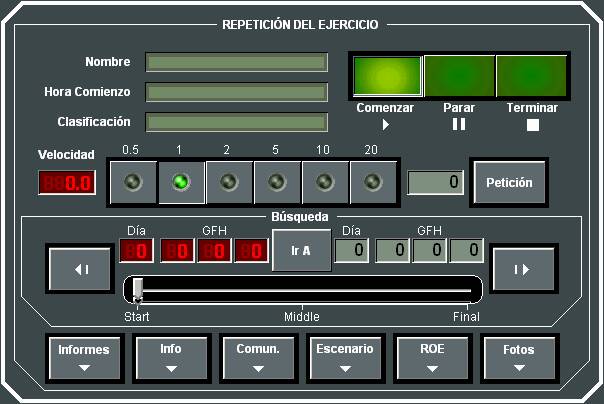 REPETICIÓN DEL EJERCICIO
Nombre
Hora Comienzo
Clasificación
Comenzar Parar Terminar
Velocidad 0.5 1 2 5 10 20
0.0 0 Petición
Búsqueda
Día GFH Día GFH
0 0 0 0 Ir A 0 0 0 0
Start Middle Final
Informes Info Comun. Escenario ROE Fotos